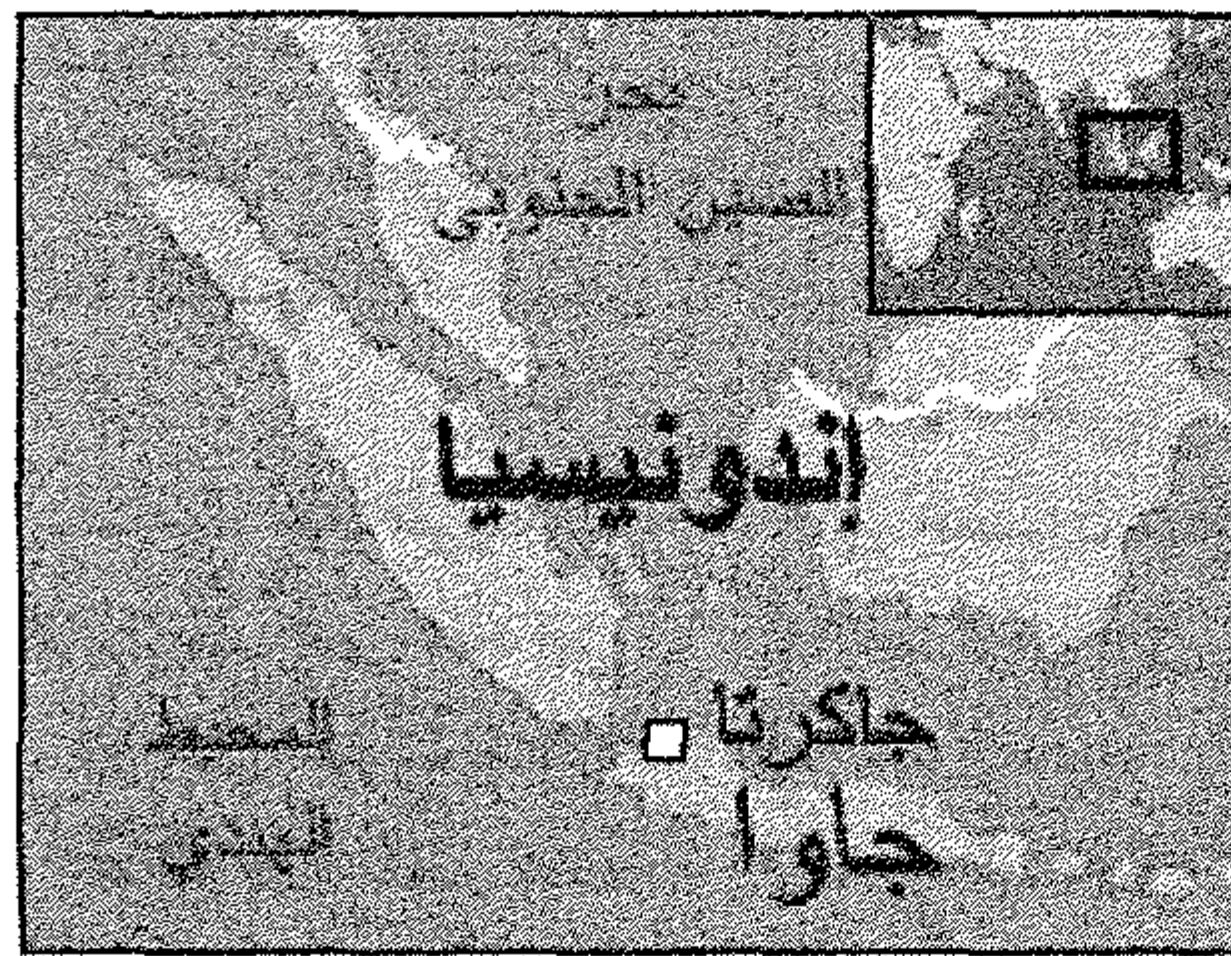 بحر
الصين الجنوبي
إندونيسيا
جاكرتا
جاوا
المحيط
الهندي